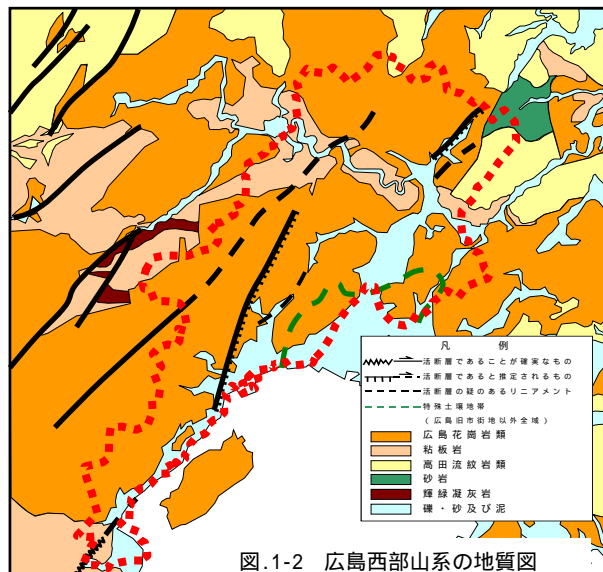 凡 例
活断層であることが確実なもの
活断層であると推定されるもの
活断層の疑のあるリニアメント
特殊土壌地帯
(広島旧市街地以外全域)
広島花崗岩類
粘板岩
高田流紋岩類
砂岩
輝緑凝灰岩
礫・砂及び泥
図.1-2 広島西部山系の地質図